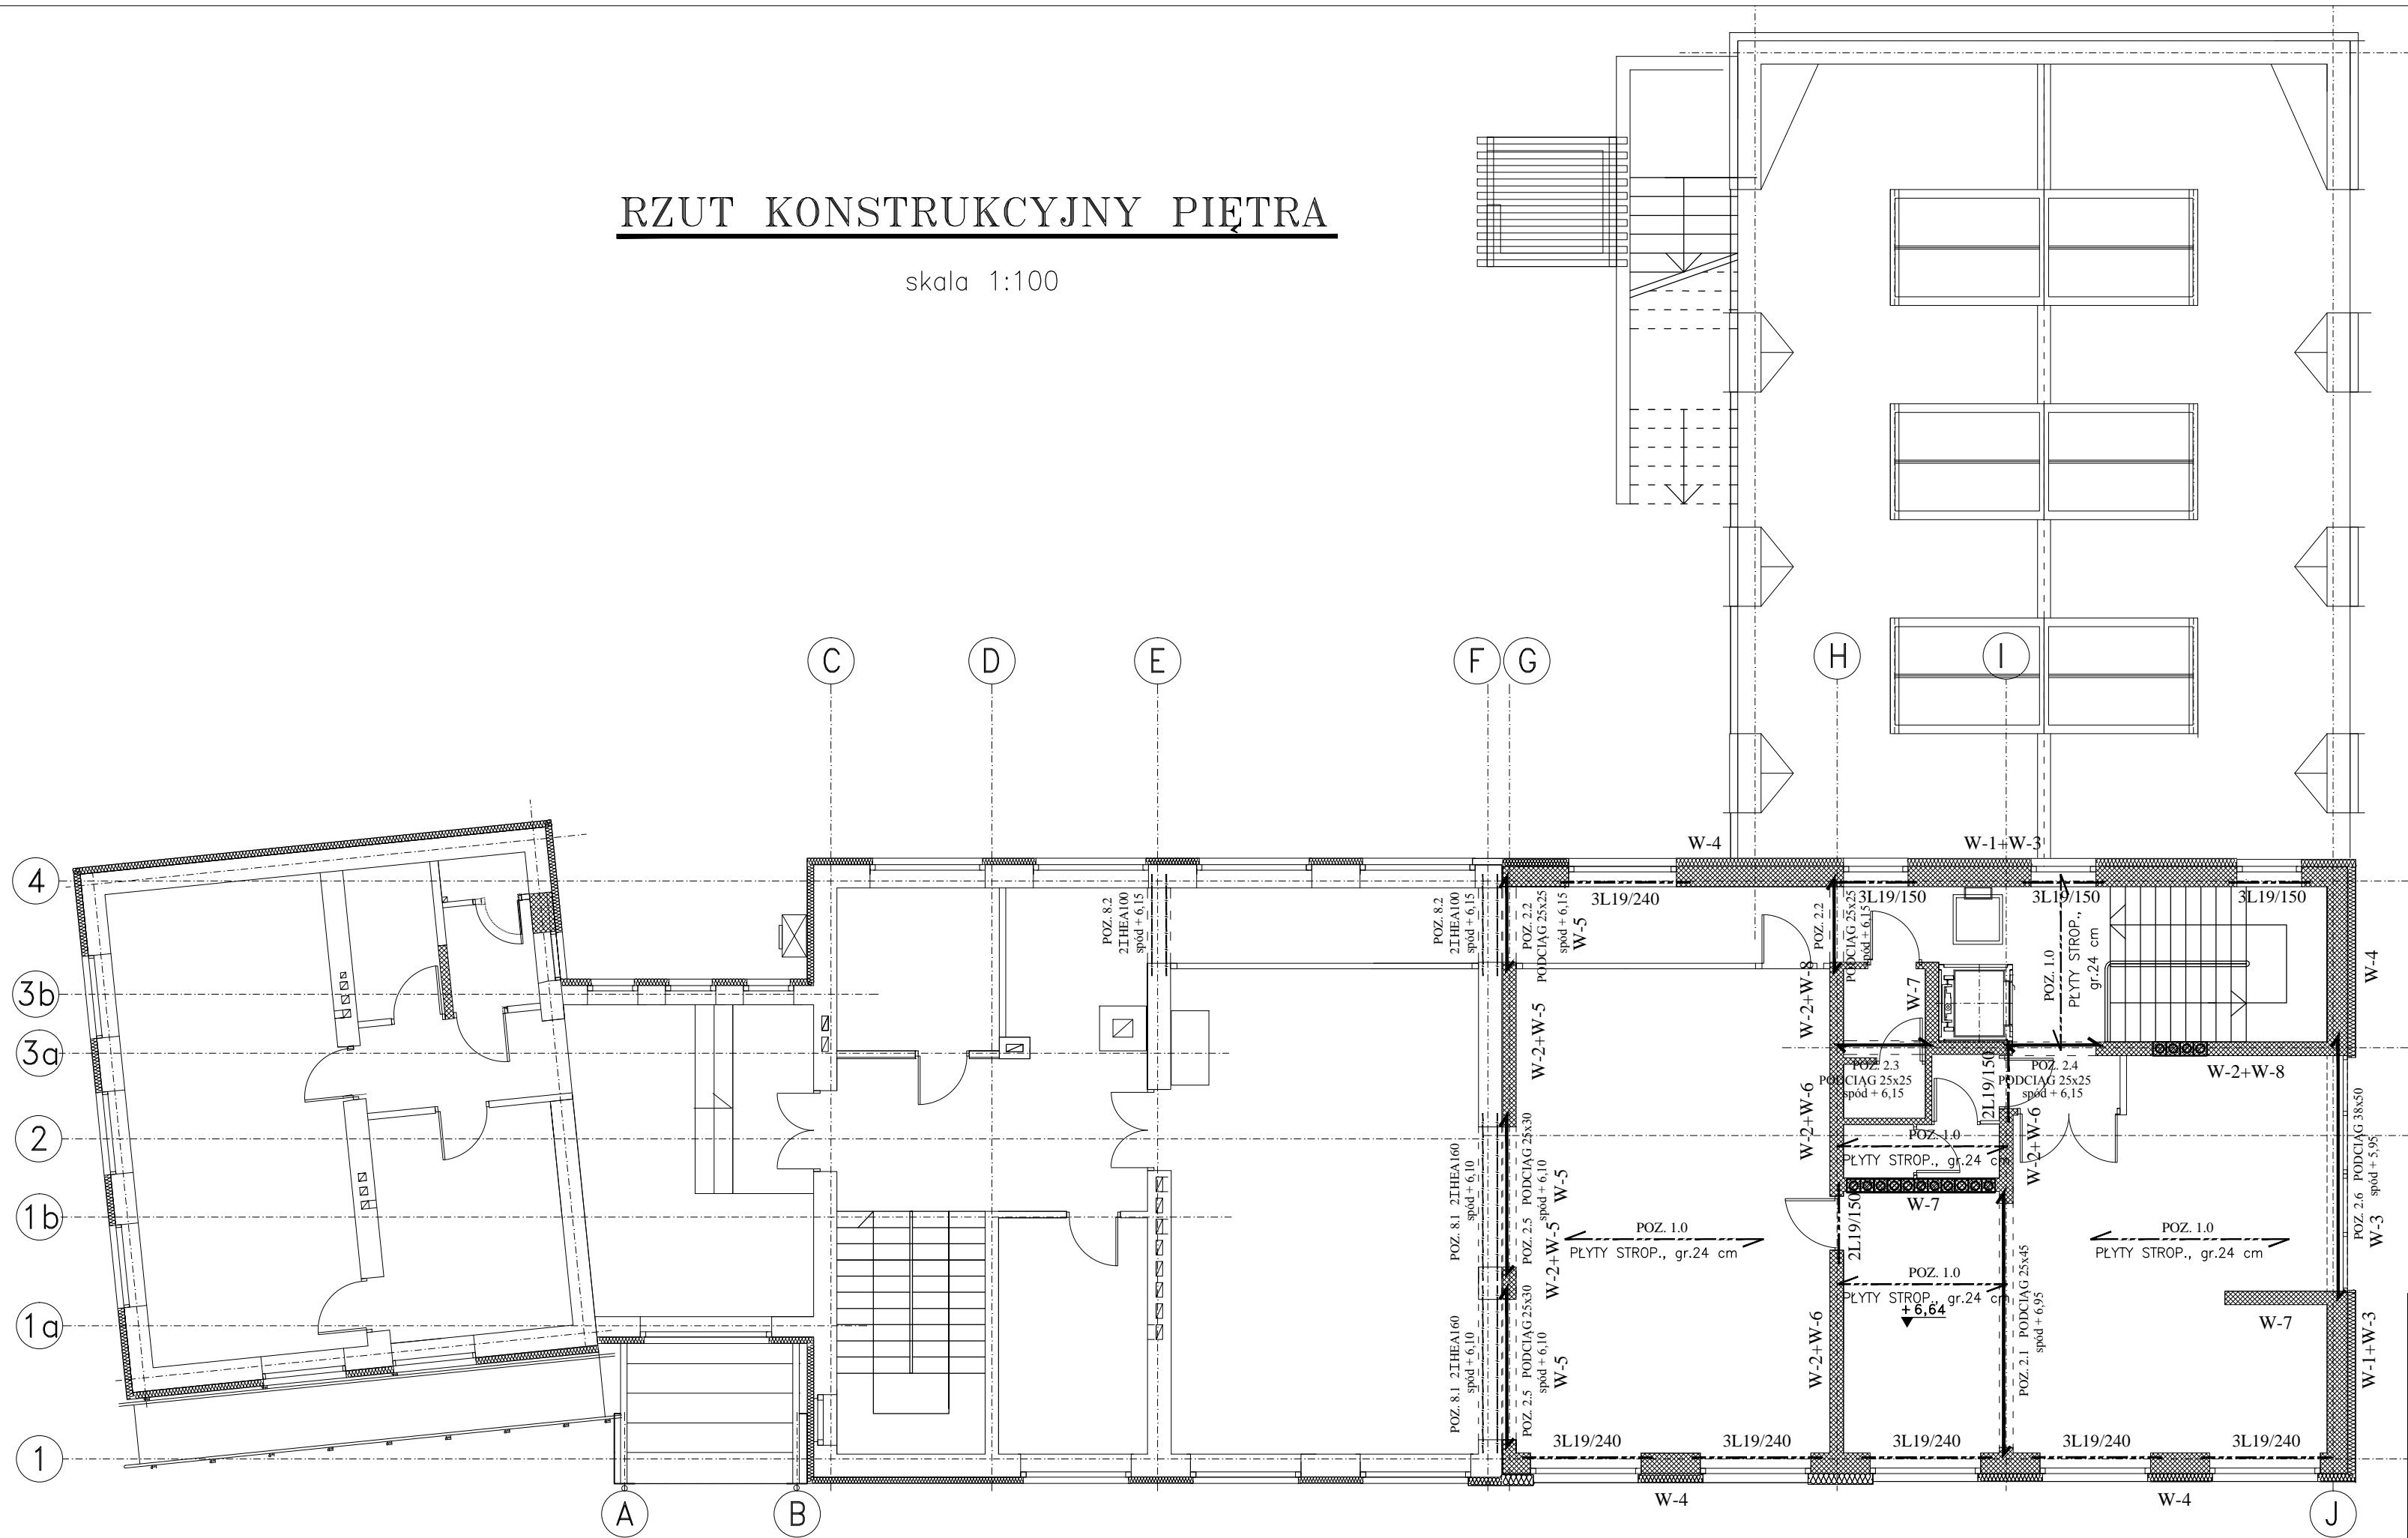 RZUT KONSTRUKCYJNY PIĘTRA
skala 1:100
C
D
E
F
G
H
I
4
3b
3a
2
1b
1a
1
A
B
J
W-4
W-1+W-3
3L19/240
3L19/150
3L19/150
3L19/150
POZ. 8.2
2IHEA100
spód + 6,15
POZ. 8.2
2IHEA100
spód + 6,15
POZ. 2.2
PODCIĄG 25x25
spód + 6,15
W-5
POZ. 2.2
PODCIĄG 25x25
spód + 6,15
POZ. 1.0
PŁYTY STROP.,
gr.24 cm
W-4
W-2+W-5
W-2+W-8
W-7
POZ. 2.3
PODCIĄG 25x25
spód + 6,15
2L19/150
POZ. 2.4
PODCIĄG 25x25
spód + 6,15
W-2+W-8
W-2+W-6
W-2+W-6
POZ. 1.0
PŁYTY STROP., gr.24 cm
W-7
POZ. 8.1 2IHEA160
spód + 6,10
POZ. 2.5 PODCIĄG 25x30
spód + 6,10
W-5
W-2+W-5
POZ. 1.0
PŁYTY STROP., gr.24 cm
2L19/150
POZ. 1.0
PŁYTY STROP., gr.24 cm
+6,64
POZ. 1.0
PŁYTY STROP., gr.24 cm
POZ. 2.6 PODCIĄG 38x50
spód + 5,95
W-3
POZ. 8.1 2IHEA160
spód + 6,10
POZ. 2.5 PODCIĄG 25x30
spód + 6,10
W-5
W-2+W-6
POZ. 2.1 PODCIĄG 25x45
spód + 6,95
W-7
W-1+W-3
3L19/240
3L19/240
3L19/240
3L19/240
3L19/240
W-4
W-4